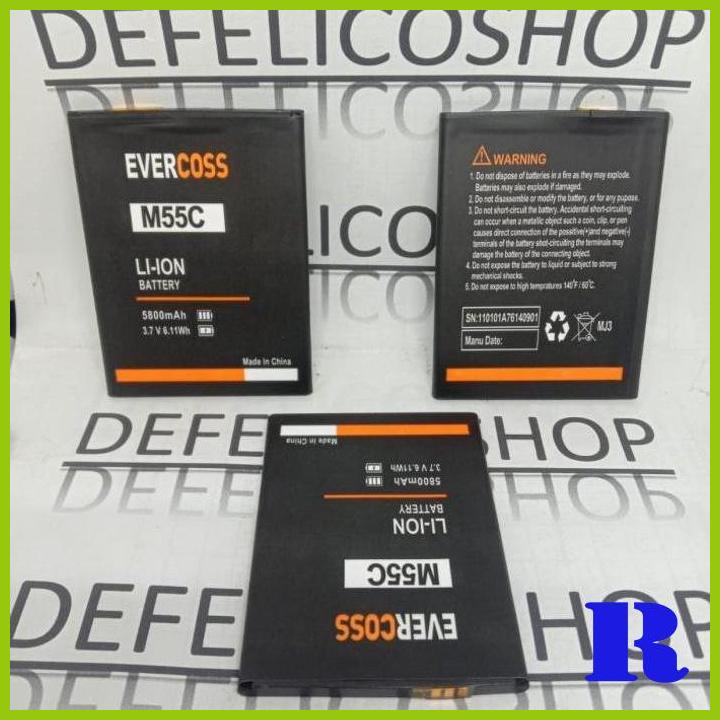 DEFELICOSHOP
DEFELICOSHOP
EVERCOSS
M55C
LI-ION
BATTERY
5800mAh
3.7 V 6.11Wh
Made In China
WARNING
1. Do not dispose of batteries in a fire as they may explode.
Batteries may also explode if damaged.
2. Do not disassemble or modify the battery, or for any pupose.
3. Do not short-circuit the battery. Accidental short-circuiting
can occur when a metallic object such a coin, clip, or pen
causes direct connection of the possitive(+)and negative(-)
terminals of the battery shot-circuiting the terminals may
damage the battery of the connecting object.
4. Do not expose the battery to liquid or subject to strong
mechanical shocks.
5. Do not expose to high tempratures 140°F / 60°C.
SN:110101A76140901
Manu Date:
MJ3
DEFELICOSHOP
DEFELICOSHOP
Made in China
3.7 V 6.11Wh
5800mAh
BATTERY
LI-ION
M55C
EVERCOSS
DEFELICOSHOP
R